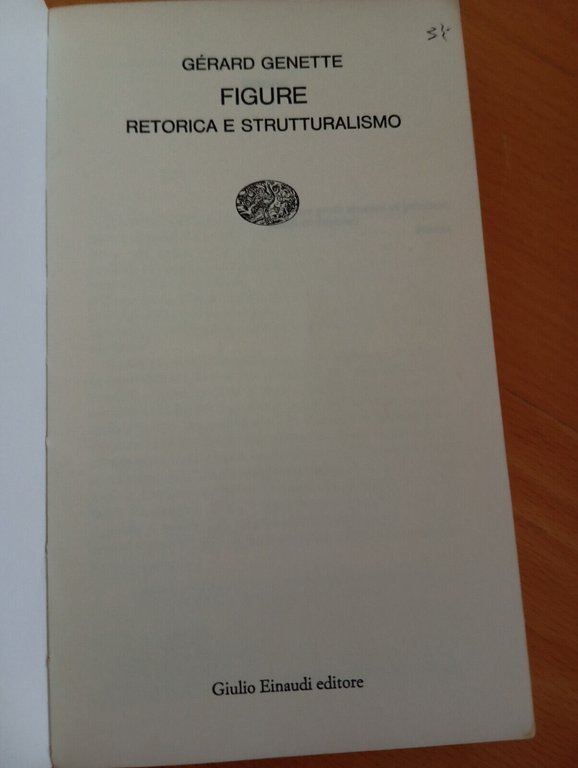 GÉRARD GENETTE
FIGURE
RETORICA E STRUTTURALISMO
Giulio Einaudi editore